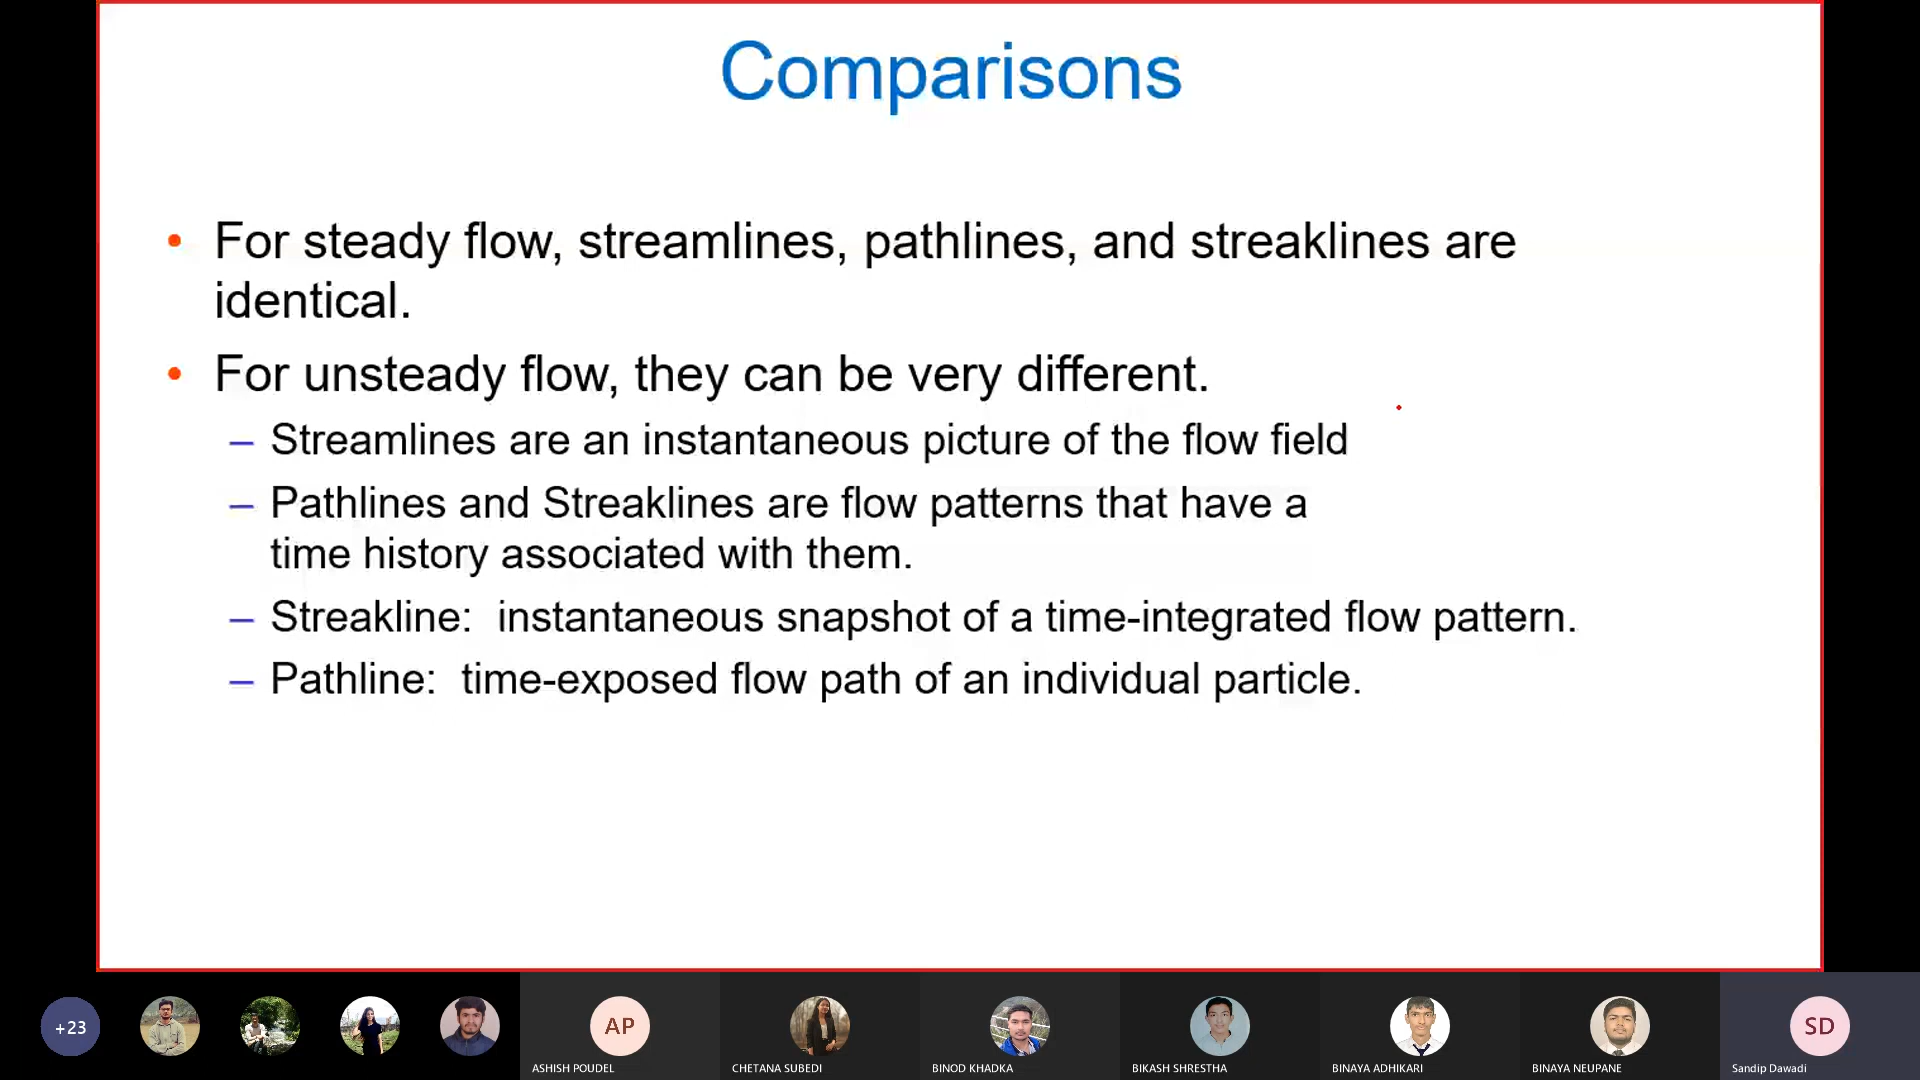 Comparisons
• For steady flow, streamlines, pathlines, and streaklines are
identical.
• For unsteady flow, they can be very different.
– Streamlines are an instantaneous picture of the flow field
– Pathlines and Streaklines are flow patterns that have a
time history associated with them.
– Streakline: instantaneous snapshot of a time-integrated flow pattern.
– Pathline: time-exposed flow path of an individual particle.
+23
AP
SD
ASHISH POUDEL
CHETANA SUBEDI
BINOD KHADKA
BIKASH SHRESTHA
BINAYA ADHIKARI
BINAYA NEUPANE
Sandip Dawadi